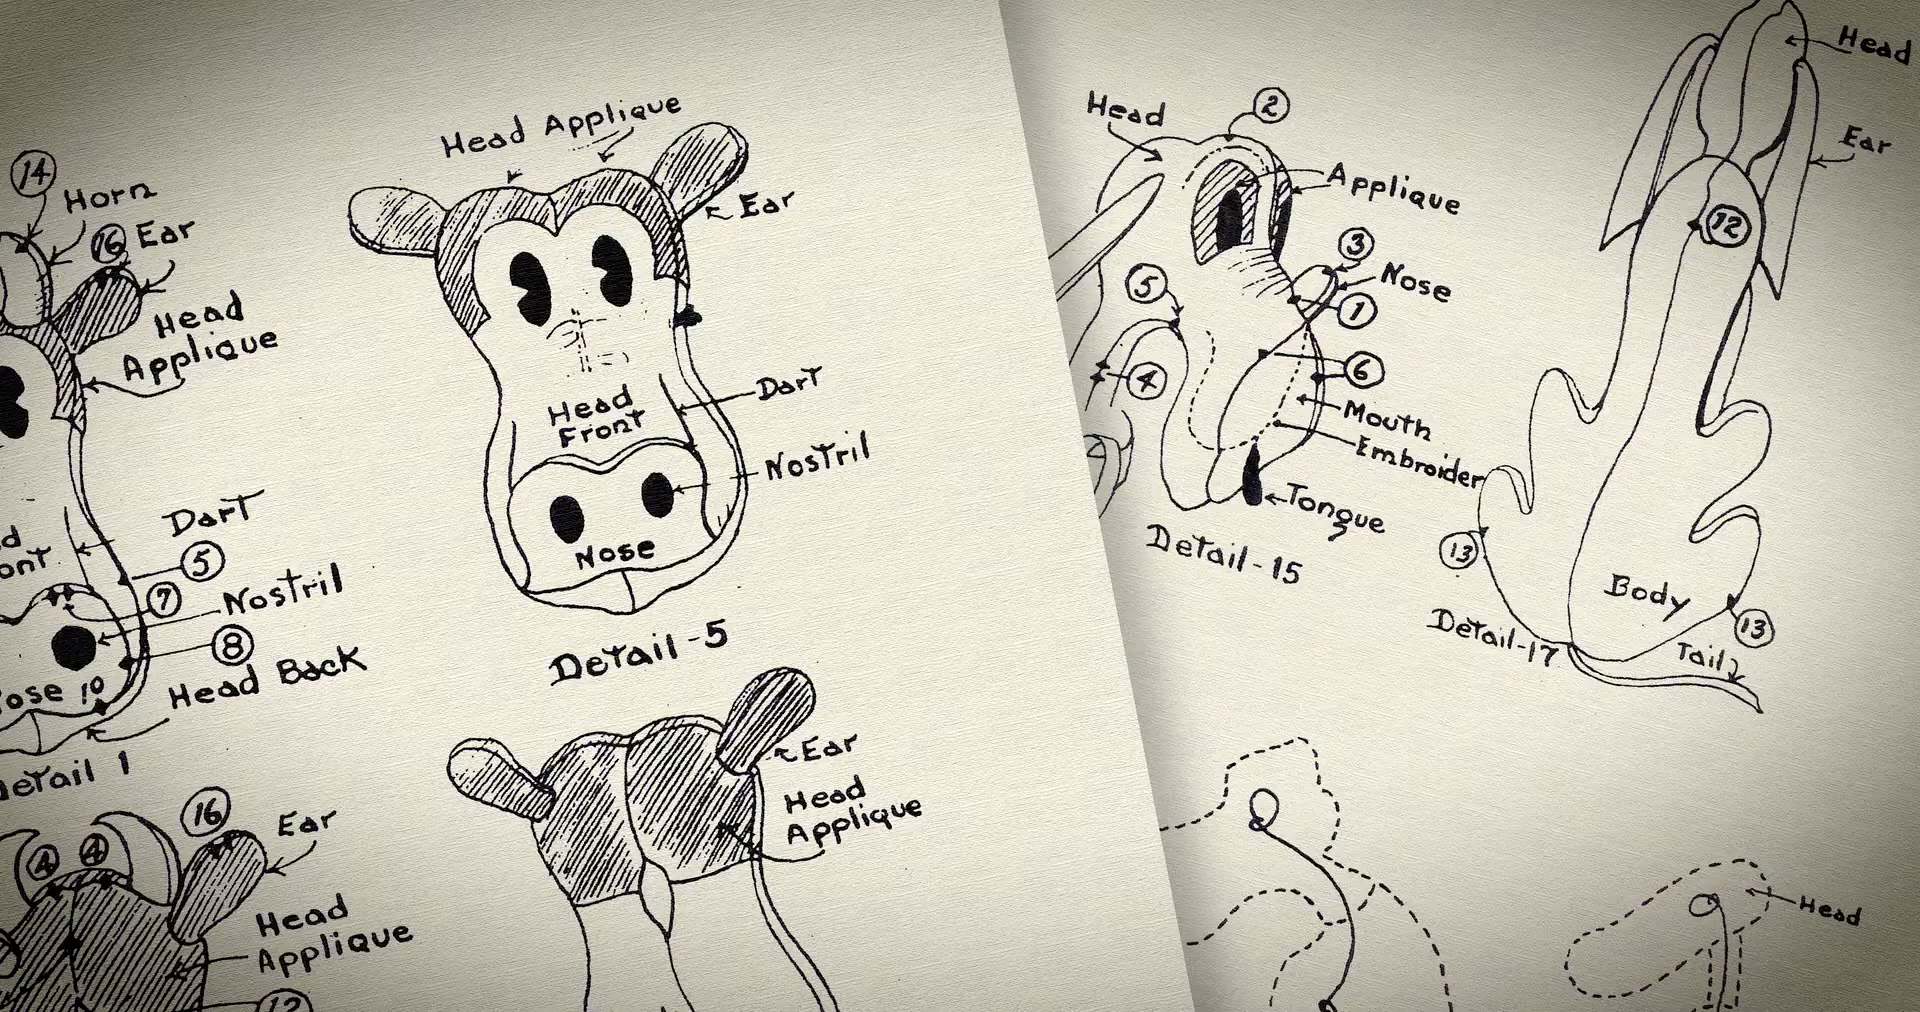 14
Horn
16
Ear
Head
Applique
Dart
5
7
Nostril
8
Head Back
10
16
Ear
4
4
Head
Applique
Head Applique
Ear
Head
Front
Dart
Nostril
Nose
Detail-5
Ear
Head
Applique
Head
2
Applique
3
Nose
5
1
4
6
Mouth
Embroider
Tongue
Detail-15
Head
Ear
12
13
Body
13
Detail-17
Tail
Head